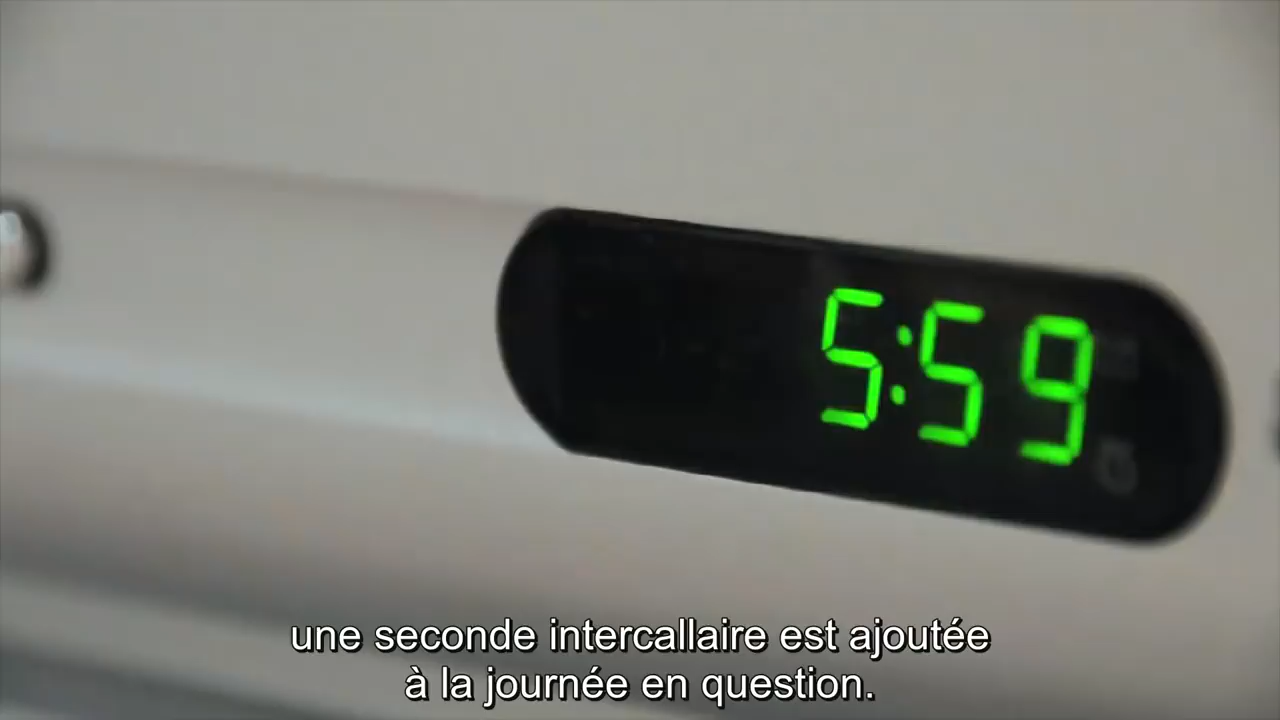 5:59
une seconde intercallaire est ajoutée
à la journée en question.